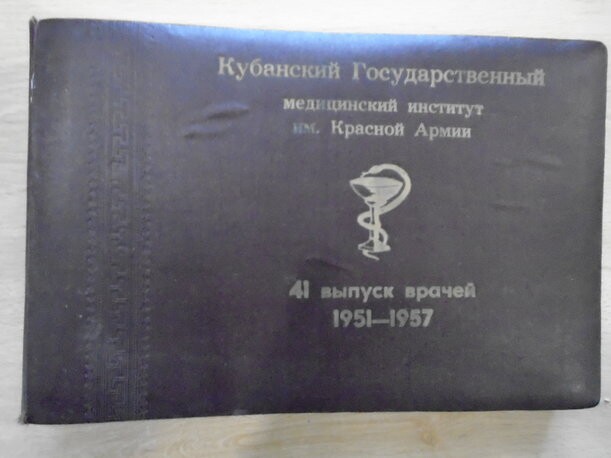 Кубанский Государственный
медицинский институт
им. Красной Армии
41 выпуск врачей
1951—1957